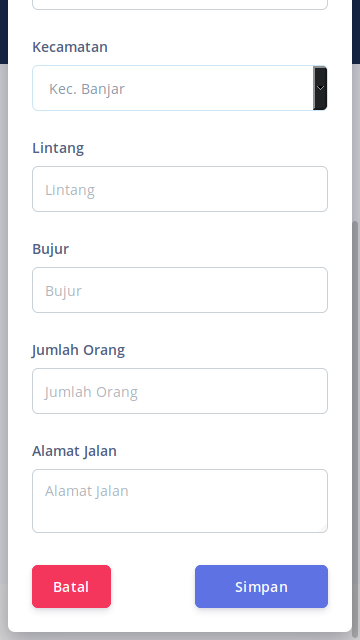 Kecamatan
Kec. Banjar
Lintang
Lintang
Bujur
Bujur
Jumlah Orang
Jumlah Orang
Alamat Jalan
Alamat Jalan
Batal Simpan